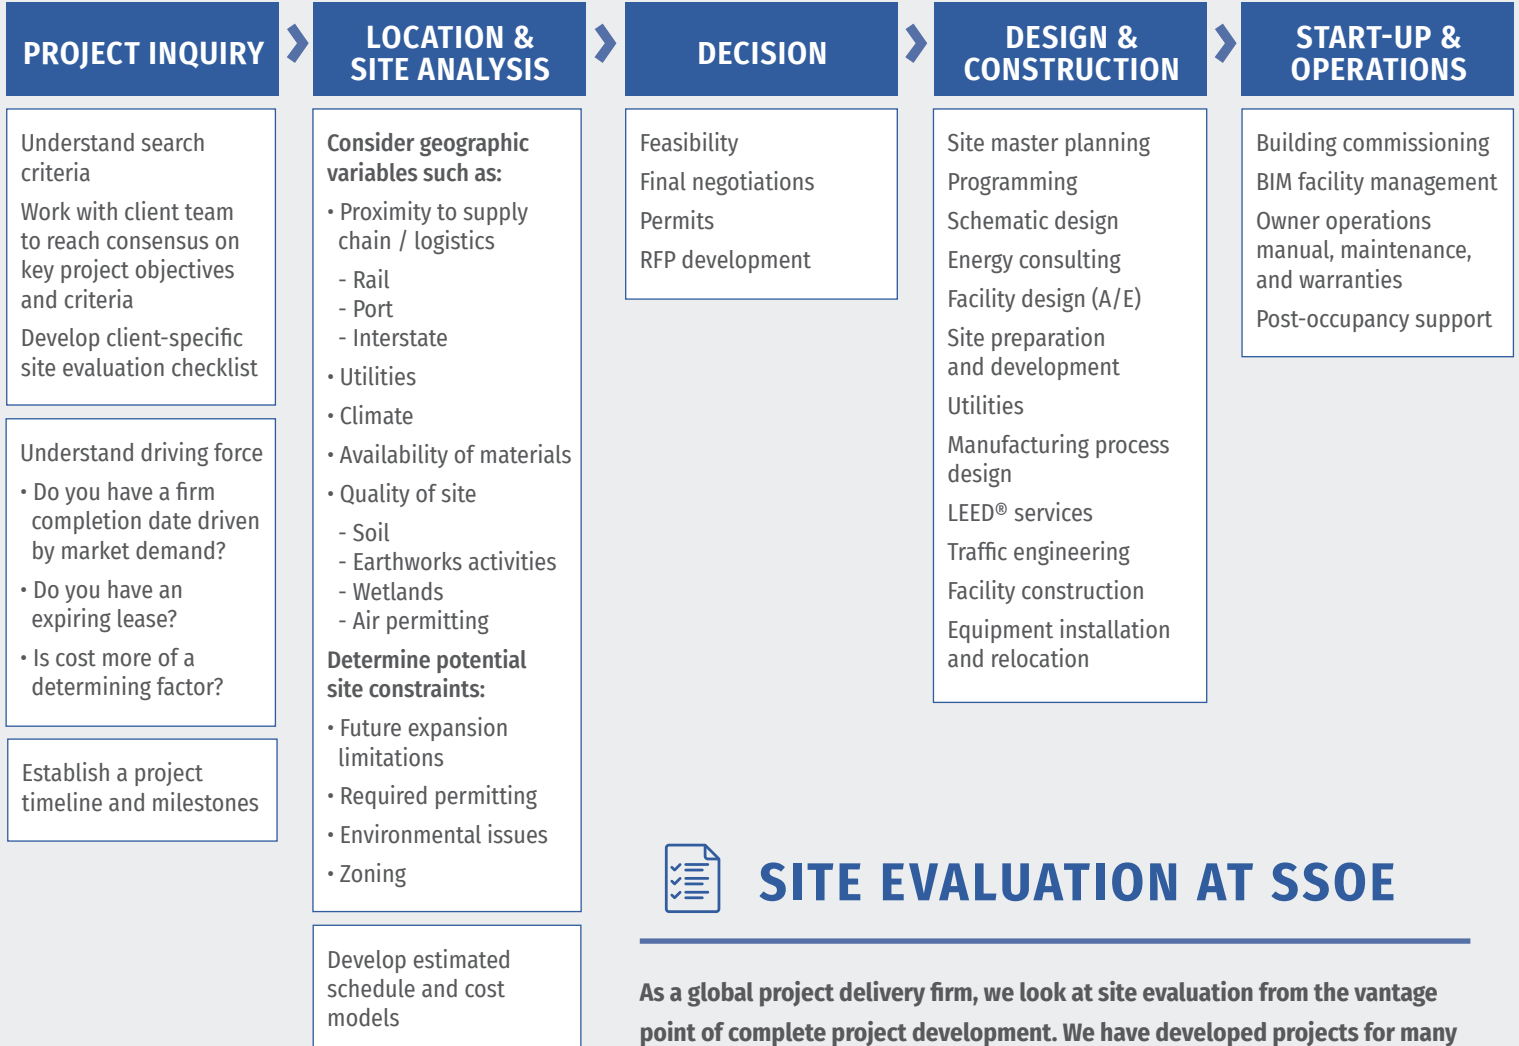 PROJECT INQUIRY
Understand search
criteria
Work with client team
to reach consensus on
key project objectives
and criteria
Develop client-specific
site evaluation checklist
Understand driving force
• Do you have a firm
completion date driven
by market demand?
• Do you have an
expiring lease?
• Is cost more of a
determining factor?
Establish a project
timeline and milestones
LOCATION &
SITE ANALYSIS
Consider geographic
variables such as:
• Proximity to supply
chain / logistics
- Rail
- Port
- Interstate
• Utilities
• Climate
• Availability of materials
• Quality of site
- Soil
- Earthworks activities
- Wetlands
- Air permitting
Determine potential
site constraints:
• Future expansion
limitations
• Required permitting
• Environmental issues
• Zoning
Develop estimated
schedule and cost
models
DECISION
Feasibility
Final negotiations
Permits
RFP development
DESIGN &
CONSTRUCTION
Site master planning
Programming
Schematic design
Energy consulting
Facility design (A/E)
Site preparation
and development
Utilities
Manufacturing process
design
LEED® services
Traffic engineering
Facility construction
Equipment installation
and relocation
START-UP &
OPERATIONS
Building commissioning
BIM facility management
Owner operations
manual, maintenance,
and warranties
Post-occupancy support
SITE EVALUATION AT SSOE
As a global project delivery firm, we look at site evaluation from the vantage
point of complete project development. We have developed projects for many